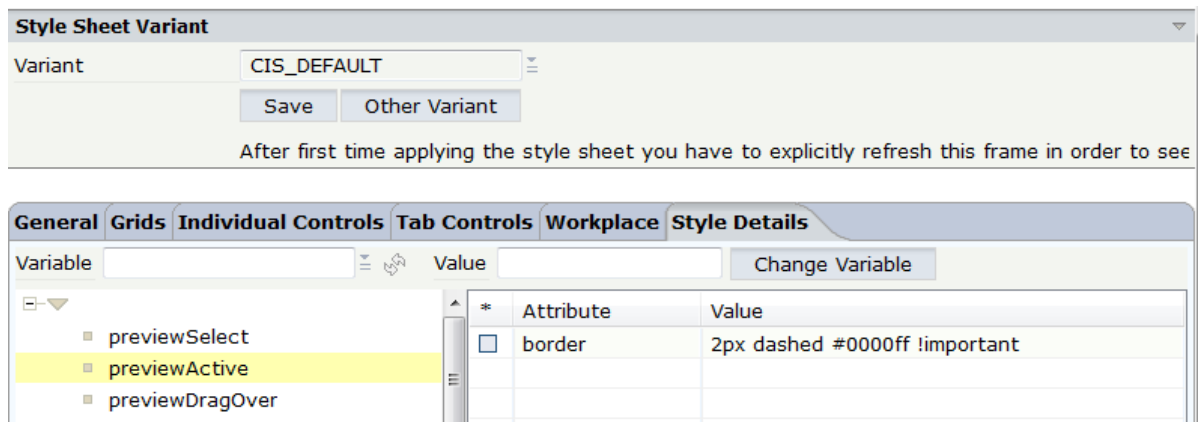 Style Sheet Variant
Variant CIS_DEFAULT
Save Other Variant
After first time applying the style sheet you have to explicitly refresh this frame in order to see
General Grids Individual Controls Tab Controls Workplace Style Details
Variable Value Change Variable
* Attribute Value
previewSelect border 2px dashed #0000ff !important
previewActive
previewDragOver